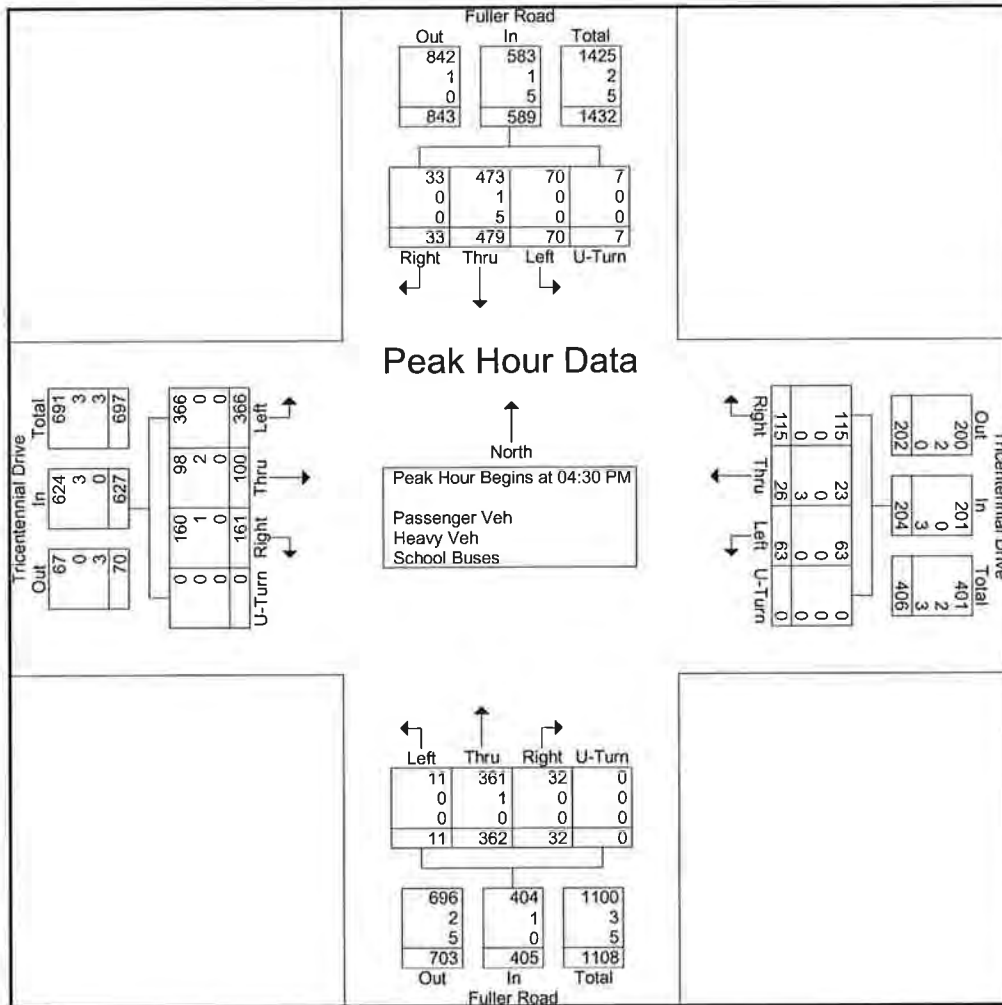 Fuller Road
Out In Total
842 583 1425
1 1 2
0 5 5
843 589 1432
33 473 70 7
0 1 0 0
0 5 0 0
33 479 70 7
Right Thru Left U-Turn
Peak Hour Data
North
Peak Hour Begins at 04:30 PM
Passenger Veh
Heavy Veh
School Buses
Tricentennial Drive
Out In Total
67 624 691
0 3 3
3 0 3
70 627 697
U-Turn Right Thru Left
0 160 98 366
0 1 2 0
0 0 0 0
0 161 100 366
Tricentennial Drive
Out In Total
200 201 401
2 0 2
0 3 3
202 204 406
115 23 63 0
0 0 0 0
0 3 0 0
115 26 63 0
Right Thru Left U-Turn
Left Thru Right U-Turn
11 361 32 0
0 1 0 0
0 0 0 0
11 362 32 0
696 404 1100
2 1 3
5 0 5
703 405 1108
Out In Total
Fuller Road